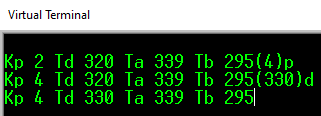 Virtual Terminal
Kp 2 Td 320 Ta 339 Tb 295(4)p
Kp 4 Td 320 Ta 339 Tb 295(330)d
Kp 4 Td 330 Ta 339 Tb 295